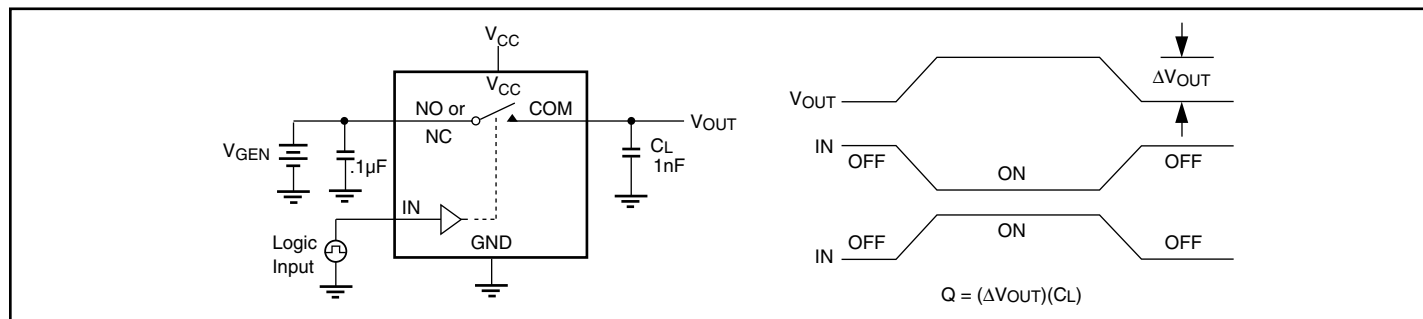 VCC
VCC
NO or
COM
NC
VOUT
VGEN
.1µF
CL
1nF
IN
Logic
Input
GND
VOUT
ΔVOUT
IN
OFF
ON
OFF
IN
OFF
ON
OFF
Q = (ΔVOUT)(CL)